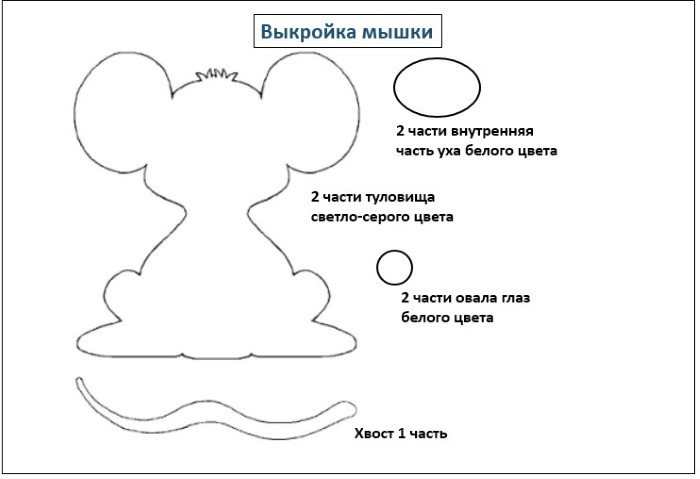 Выкройка мышки
2 части внутренняя
часть уха белого цвета
2 части туловища
светло-серого цвета
2 части овала глаз
белого цвета
Хвост 1 часть